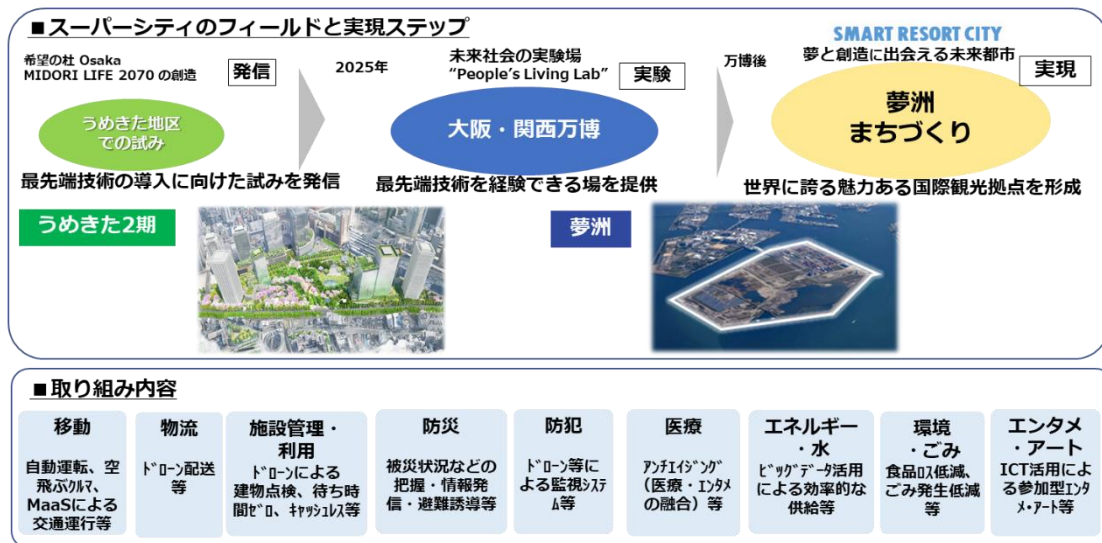 ■スーパーシティのフィールドと実現ステップ
希望の杜 Osaka
MIDORI LIFE 2070 の創造
発信
うめきた地区
での試み
最先端技術の導入に向けた試みを発信
2025年
未来社会の実験場
“People’s Living Lab”
実験
大阪・関西万博
最先端技術を経験できる場を提供
万博後
SMART RESORT CITY
夢と創造に出会える未来都市
実現
夢洲
まちづくり
世界に誇る魅力ある国際観光拠点を形成
うめきた2期
夢洲
■取り組み内容
移動
自動運転、空
飛ぶｸﾙﾏ、
MaaSによる
交通運行等
物流
ﾄﾞﾛｰﾝ配送
等
施設管理・
利用
ﾄﾞﾛｰﾝによる
建物点検、待ち時
間ｾﾞﾛ、ｷｬｯｼｭﾚｽ等
防災
被災状況などの
把握・情報発
信・避難誘導等
防犯
ﾄﾞﾛｰﾝ等に
よる監視ｼｽﾃ
ﾑ等
医療
ｱﾝﾁｴｲｼﾞﾝｸﾞ
（医療・ｴﾝﾀﾒ
の融合）等
エネルギー
・水
ﾋﾞｯｸﾞﾃﾞｰﾀ活用
による効率的な
供給等
環境
・ごみ
食品ﾛｽ低減、
ごみ発生低減
等
エンタメ
・アート
ICT活用によ
る参加型ｴﾝﾀ
ﾒ・ｱｰﾄ等